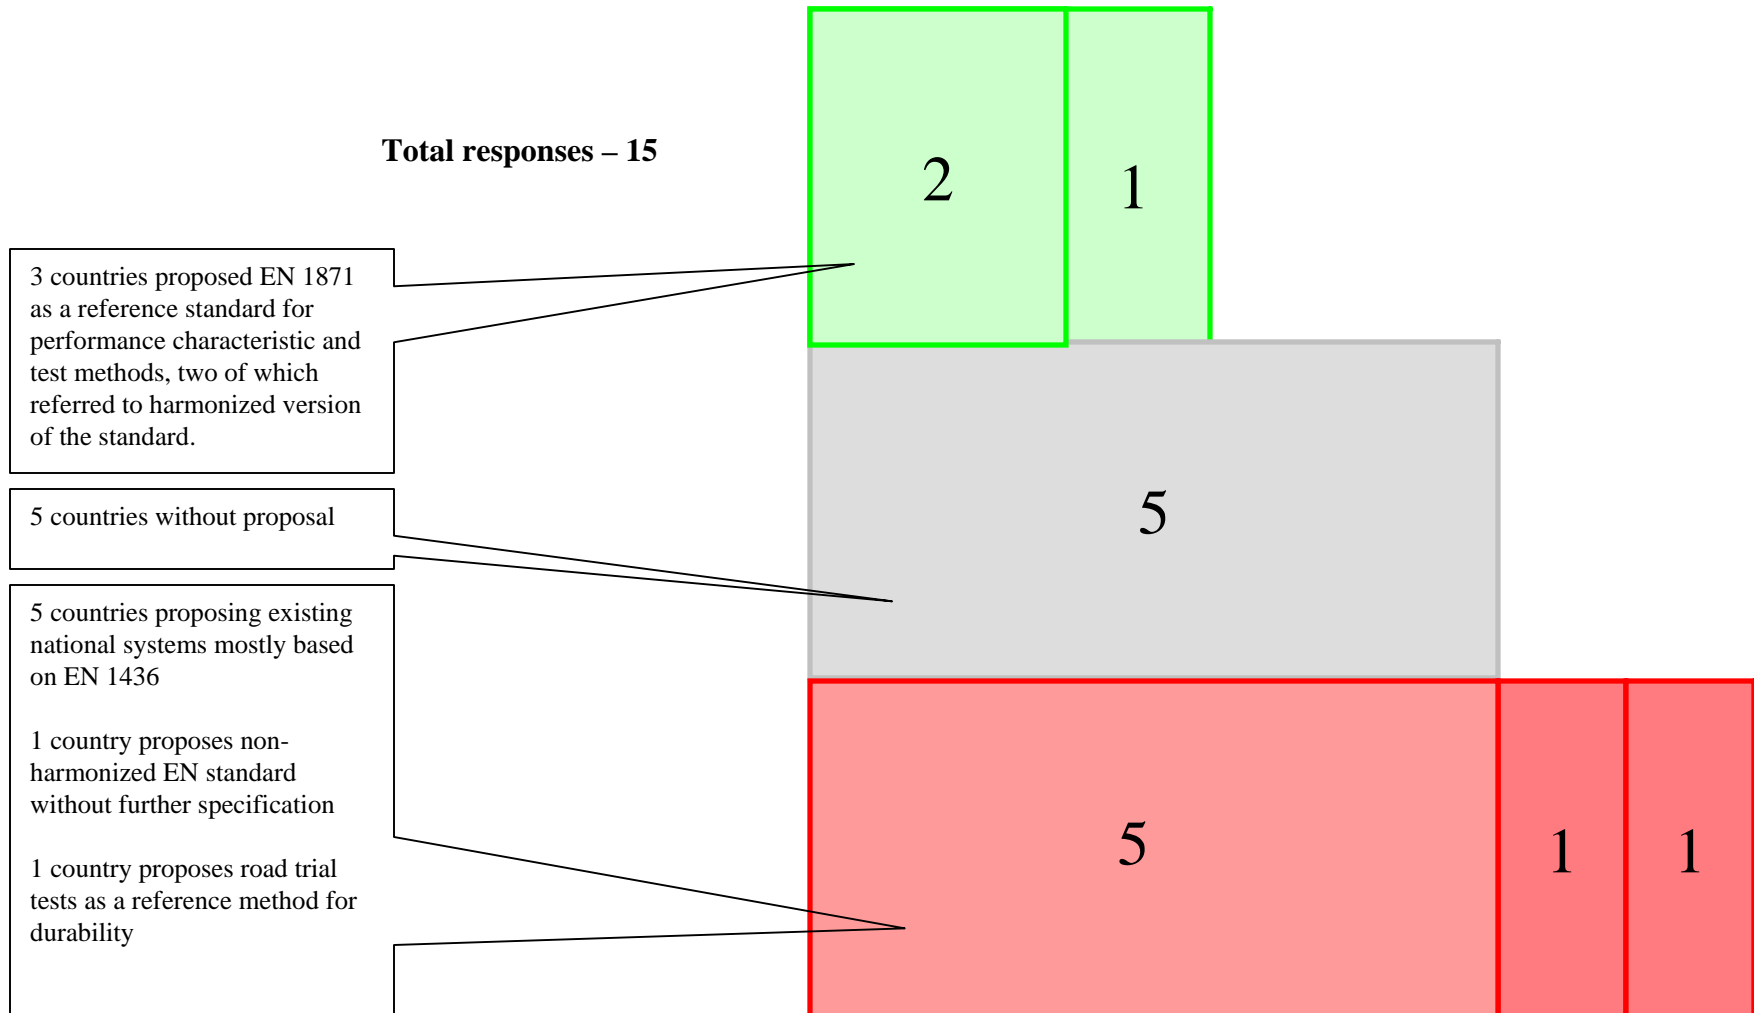 Total responses – 15
2
1
3 countries proposed EN 1871
as a reference standard for
performance characteristic and
test methods, two of which
referred to harmonized version
of the standard.
5 countries without proposal
5
5 countries proposing existing
national systems mostly based
on EN 1436
1 country proposes non-
harmonized EN standard
without further specification
1 country proposes road trial
tests as a reference method for
durability
5
1
1